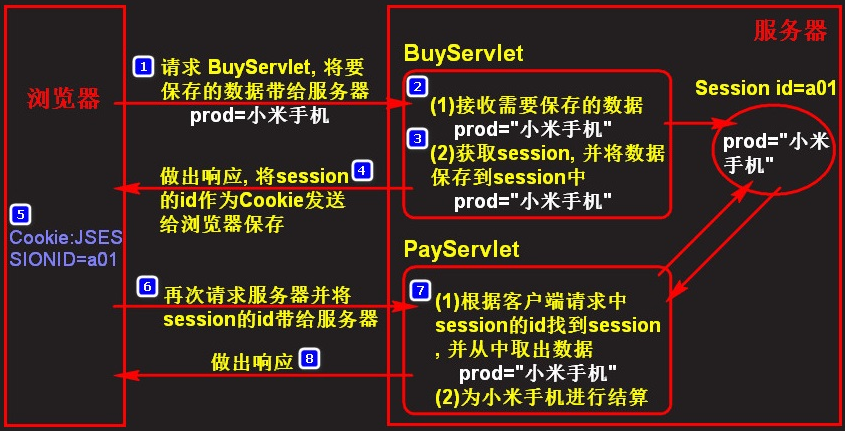 浏览器
1 请求 BuyServlet, 将要
保存的数据带给服务器
prod=小米手机
服务器
BuyServlet
2
(1)接收需要保存的数据
prod="小米手机"
3
(2)获取session, 并将数据
保存到session中
prod="小米手机"
Session id=a01
prod="小米
手机"
做出响应, 将session 4
的id作为Cookie发送
给浏览器保存
5
Cookie:JSES
SIONID=a01
6 再次请求服务器并将
session的id带给服务器
PayServlet
7
(1)根据客户端请求中
session的id找到session
, 并从中取出数据
prod="小米手机"
(2)为小米手机进行结算
做出响应 8